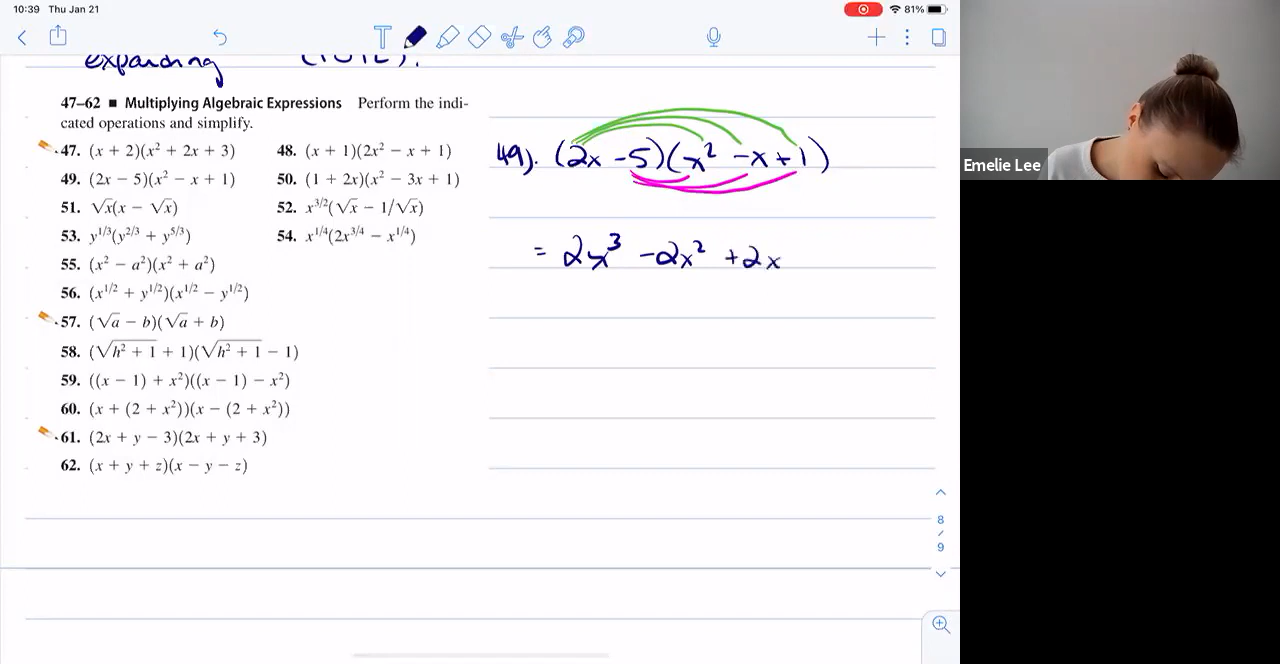 10:39 Thu Jan 21
81%
T
expanding (FOIL).
47–62 ■ Multiplying Algebraic Expressions Perform the indi-
cated operations and simplify.
47. (x + 2)(x² + 2x + 3) 48. (x + 1)(2x² − x + 1)
49. (2x − 5)(x² − x + 1) 50. (1 + 2x)(x² − 3x + 1)
51. √x(x − √x) 52. x^{3/2}(√x − 1/√x)
53. y^{1/3}(y^{2/3} + y^{5/3}) 54. x^{1/4}(2x^{3/4} − x^{1/4})
55. (x² − a²)(x² + a²)
56. (x^{1/2} + y^{1/2})(x^{1/2} − y^{1/2})
57. (√a − b)(√a + b)
58. (√(h² + 1) + 1)(√(h² + 1) − 1)
59. ((x − 1) + x²)((x − 1) − x²)
60. (x + (2 + x²))(x − (2 + x²))
61. (2x + y − 3)(2x + y + 3)
62. (x + y + z)(x − y − z)
49). (2x − 5)(x² − x + 1)
= 2x³ − 2x² + 2x
8
/
9
Emelie Lee